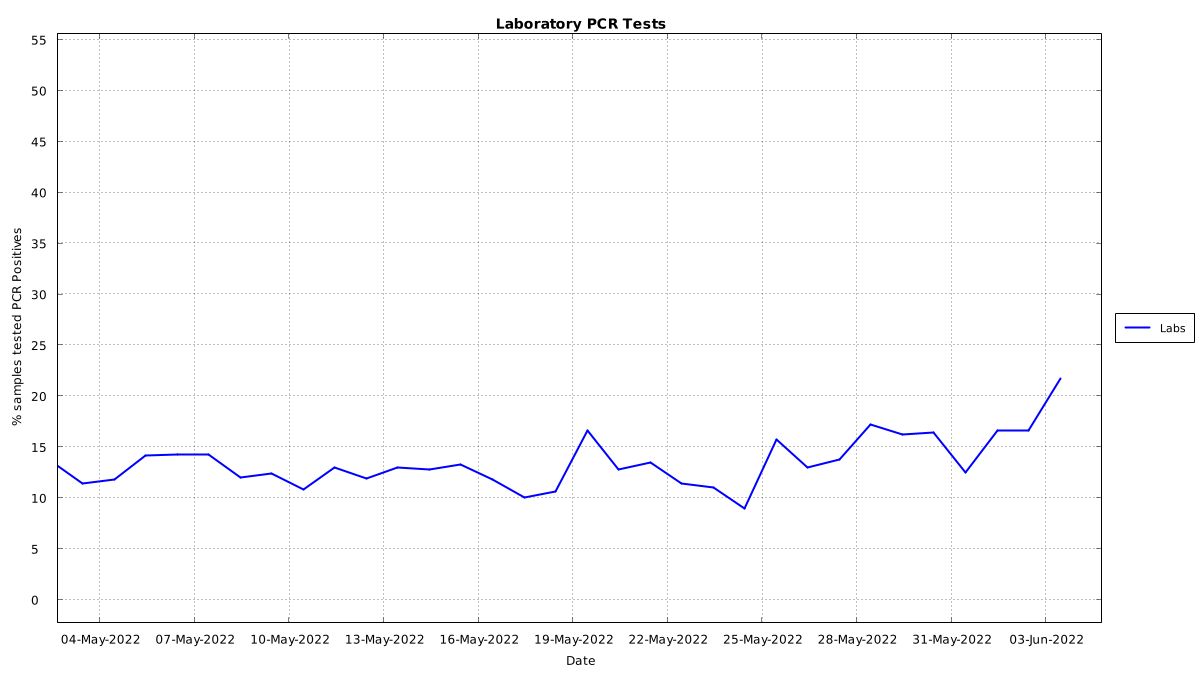 Laboratory PCR Tests
55
50
45
40
35
30
25
20
15
10
5
0
% samples tested PCR Positives
Labs
04-May-2022 07-May-2022 10-May-2022 13-May-2022 16-May-2022 19-May-2022 22-May-2022 25-May-2022 28-May-2022 31-May-2022 03-Jun-2022
Date